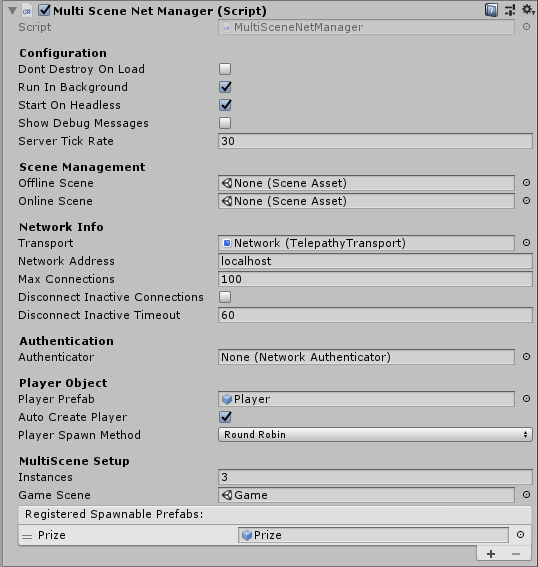 Multi Scene Net Manager (Script)
Script MultiSceneNetManager
Configuration
Dont Destroy On Load
Run In Background
Start On Headless
Show Debug Messages
Server Tick Rate 30
Scene Management
Offline Scene None (Scene Asset)
Online Scene None (Scene Asset)
Network Info
Transport Network (TelepathyTransport)
Network Address localhost
Max Connections 100
Disconnect Inactive Connections
Disconnect Inactive Timeout 60
Authentication
Authenticator None (Network Authenticator)
Player Object
Player Prefab Player
Auto Create Player
Player Spawn Method Round Robin
MultiScene Setup
Instances 3
Game Scene Game
Registered Spawnable Prefabs:
Prize Prize